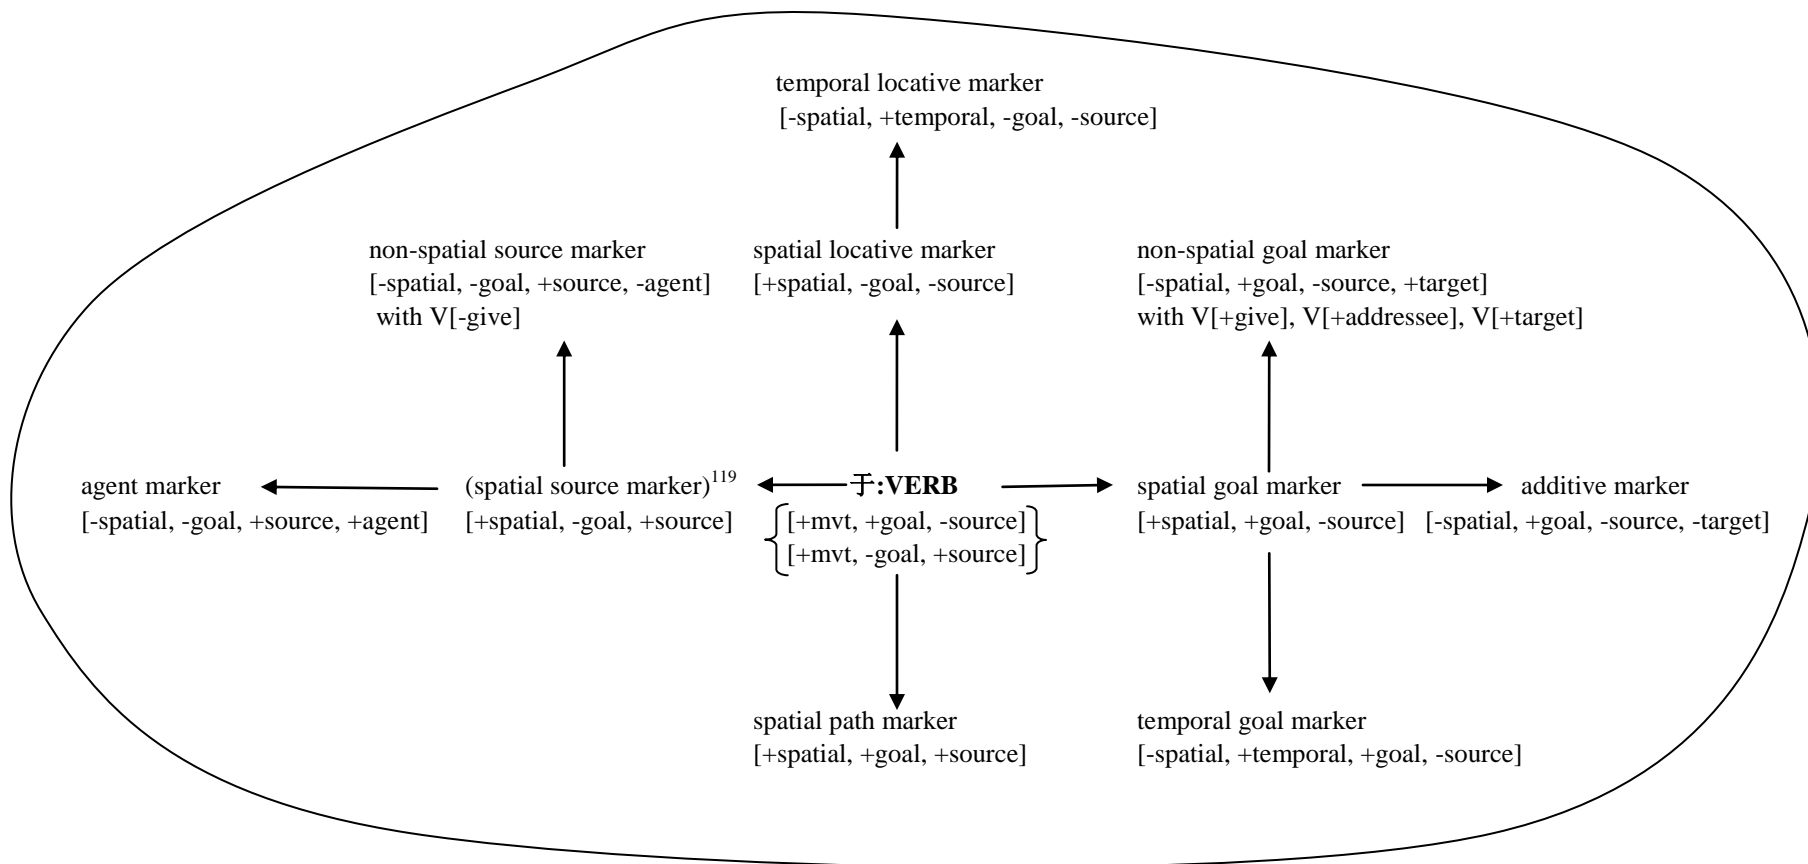 temporal locative marker
[-spatial, +temporal, -goal, -source]
non-spatial source marker
[-spatial, -goal, +source, -agent]
with V[-give]
spatial locative marker
[+spatial, -goal, -source]
non-spatial goal marker
[-spatial, +goal, -source, +target]
with V[+give], V[+addressee], V[+target]
agent marker
[-spatial, -goal, +source, +agent]
(spatial source marker)119
[+spatial, -goal, +source]
于:VERB
[+mvt, +goal, -source]
[+mvt, -goal, +source]
spatial goal marker
[+spatial, +goal, -source]
additive marker
[-spatial, +goal, -source, -target]
spatial path marker
[+spatial, +goal, +source]
temporal goal marker
[-spatial, +temporal, +goal, -source]